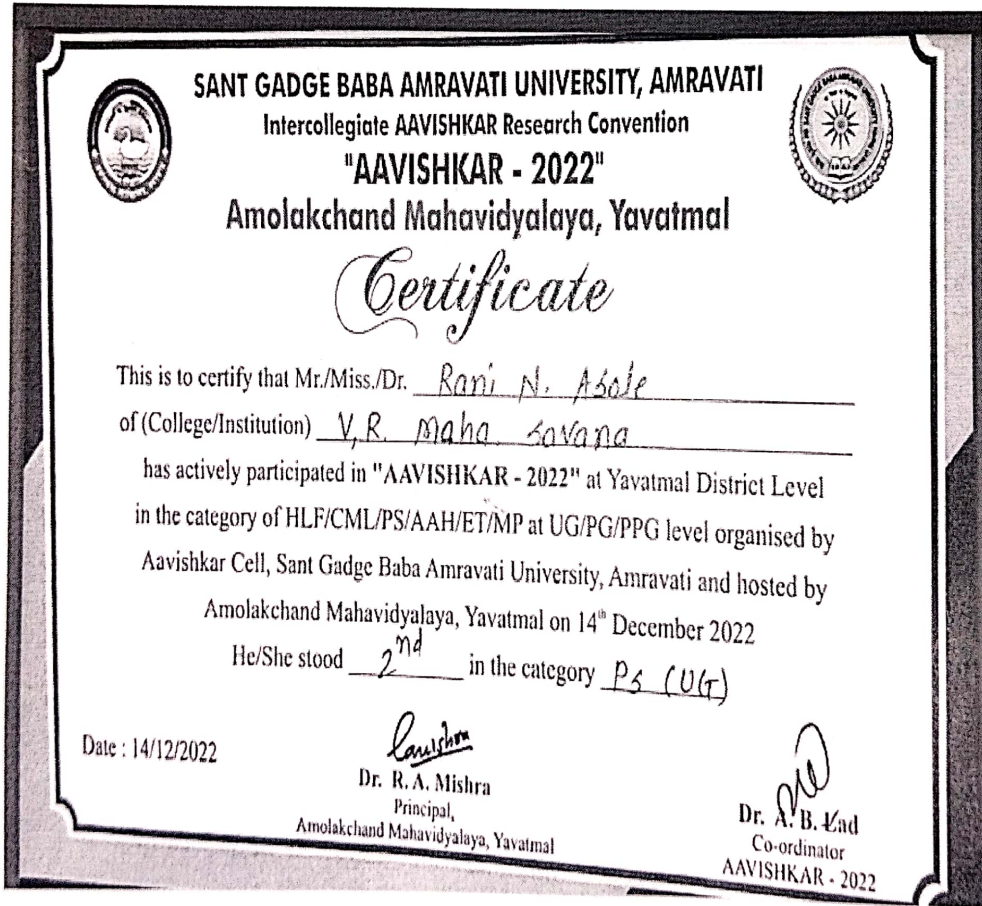 SANT GADGE BABA AMRAVATI UNIVERSITY, AMRAVATI
Intercollegiate AAVISHKAR Research Convention
"AAVISHKAR - 2022"
Amolakchand Mahavidyalaya, Yavatmal
Certificate
This is to certify that Mr./Miss./Dr. Rani N. Asole
of (College/Institution) V.R. Maha. Savana
has actively participated in "AAVISHKAR - 2022" at Yavatmal District Level
in the category of HLF/CML/PS/AAH/ET/MP at UG/PG/PPG level organised by
Aavishkar Cell, Sant Gadge Baba Amravati University, Amravati and hosted by
Amolakchand Mahavidyalaya, Yavatmal on 14th December 2022
He/She stood 2nd in the category PS (UG)
Date : 14/12/2022
Dr. R. A. Mishra
Principal,
Amolakchand Mahavidyalaya, Yavatmal
Dr. A. B. Lad
Co-ordinator
AAVISHKAR - 2022